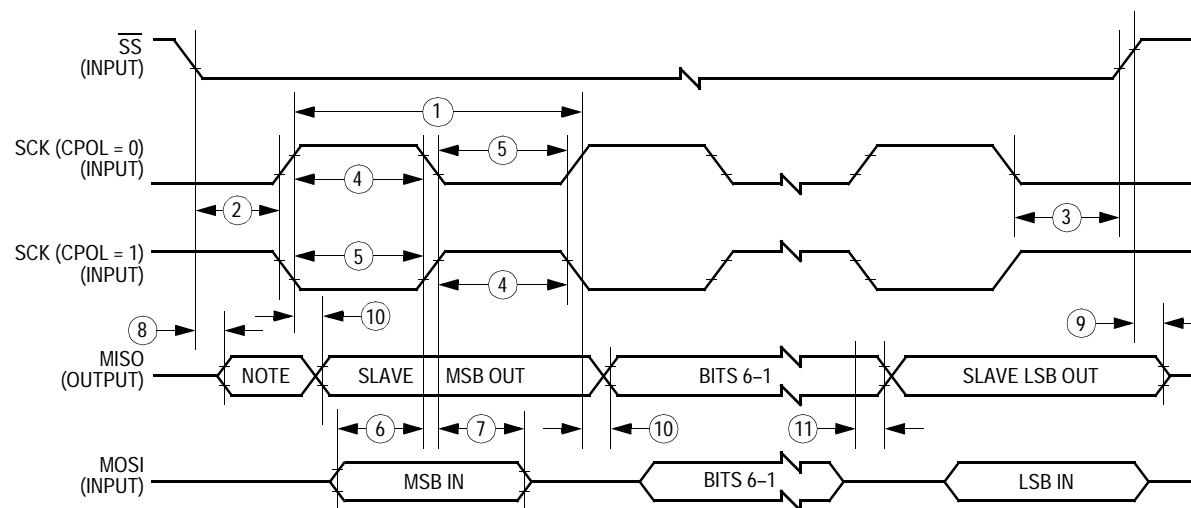 SS
(INPUT)
1
SCK (CPOL = 0)
(INPUT)
5
4
2
3
SCK (CPOL = 1)
(INPUT)
5
4
8
10
9
MISO
(OUTPUT)
NOTE
SLAVE
MSB OUT
BITS 6–1
SLAVE LSB OUT
6
7
10
11
MOSI
(INPUT)
MSB IN
BITS 6–1
LSB IN